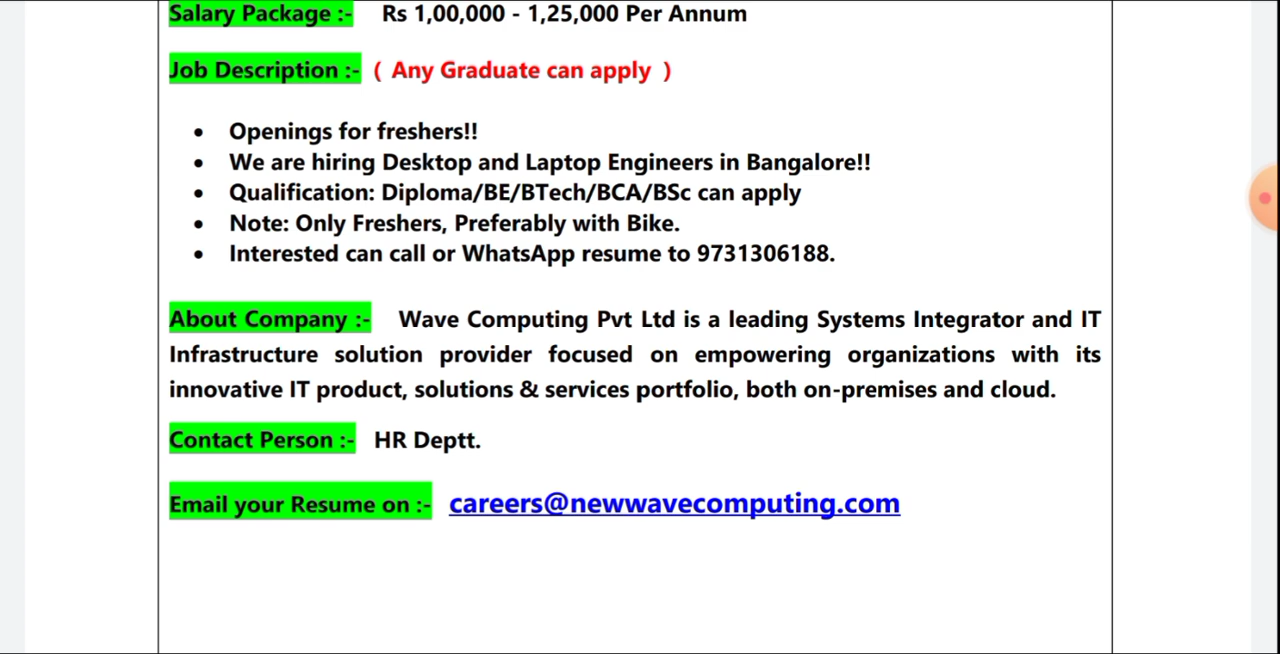 Salary Package :- Rs 1,00,000 - 1,25,000 Per Annum
Job Description :- ( Any Graduate can apply )
• Openings for freshers!!
• We are hiring Desktop and Laptop Engineers in Bangalore!!
• Qualification: Diploma/BE/BTech/BCA/BSc can apply
• Note: Only Freshers, Preferably with Bike.
• Interested can call or WhatsApp resume to 9731306188.
About Company :- Wave Computing Pvt Ltd is a leading Systems Integrator and IT
Infrastructure solution provider focused on empowering organizations with its
innovative IT product, solutions & services portfolio, both on-premises and cloud.
Contact Person :- HR Deptt.
Email your Resume on :- careers@newwavecomputing.com